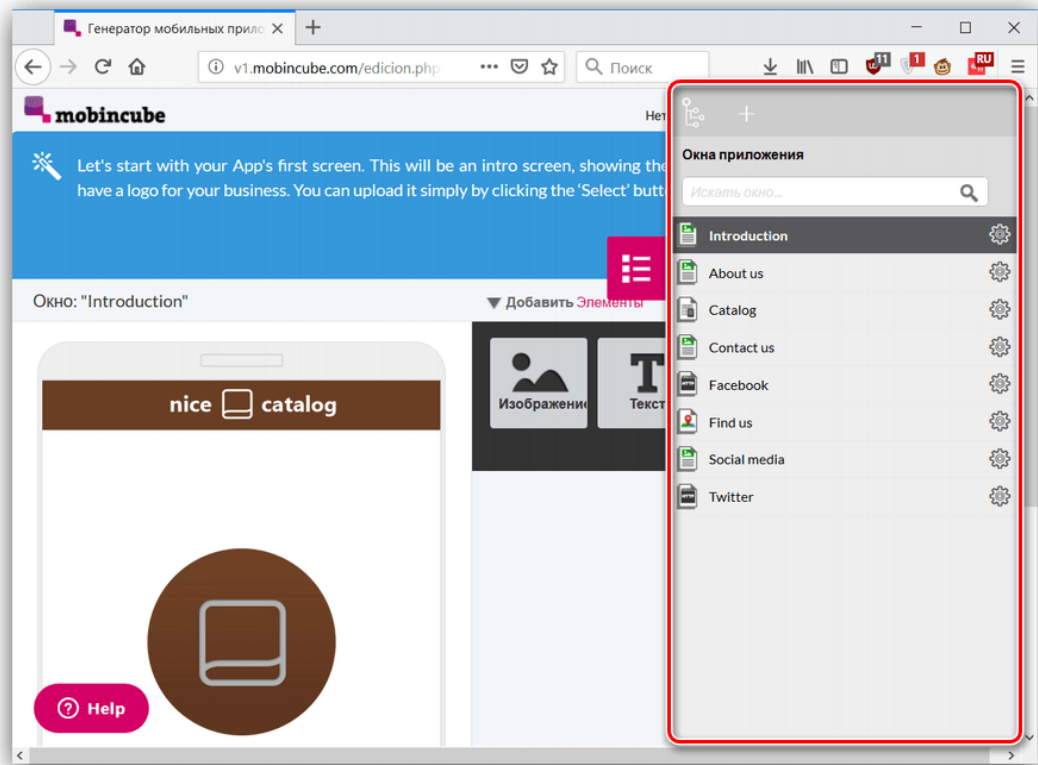 Генератор мобильных прило
v1.mobincube.com/edicion.php
Поиск
11
1
RU
mobincube
Нет
Let's start with your App's first screen. This will be an intro screen, showing the
have a logo for your business. You can upload it simply by clicking the ‘Select’ butt
Окно: "Introduction"
Добавить Элементы
nice catalog
Изображение
Текст
Help
Окна приложения
Искать окно...
Introduction
About us
Catalog
Contact us
Facebook
Find us
Social media
Twitter